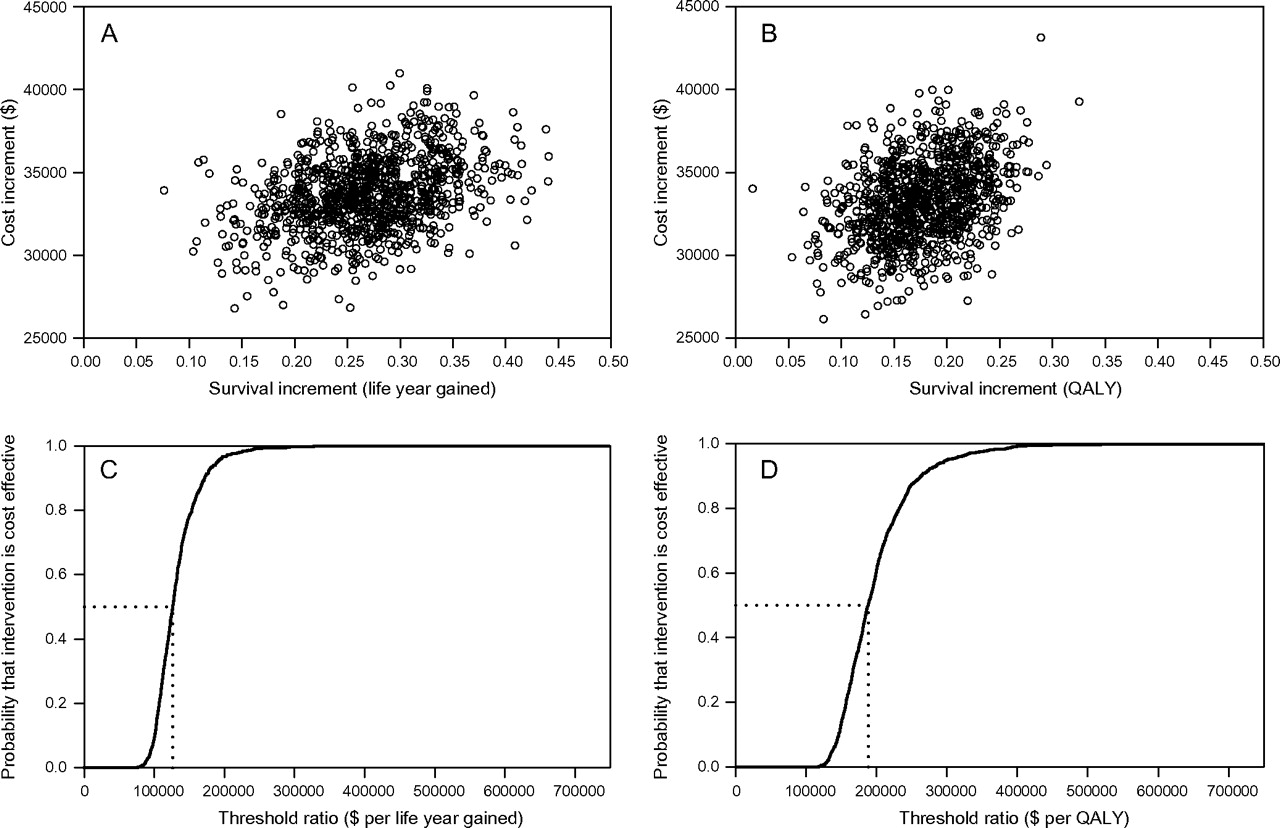 A
Cost increment ($)
45000
40000
35000
30000
25000
0.00 0.05 0.10 0.15 0.20 0.25 0.30 0.35 0.40 0.45 0.50
Survival increment (life year gained)
B
Cost increment ($)
45000
40000
35000
30000
25000
0.00 0.05 0.10 0.15 0.20 0.25 0.30 0.35 0.40 0.45 0.50
Survival increment (QALY)
C
Probability that intervention is cost effective
1.0
0.8
0.6
0.4
0.2
0.0
0 100000 200000 300000 400000 500000 600000 700000
Threshold ratio ($ per life year gained)
D
Probability that intervention is cost effective
1.0
0.8
0.6
0.4
0.2
0.0
0 100000 200000 300000 400000 500000 600000 700000
Threshold ratio ($ per QALY)